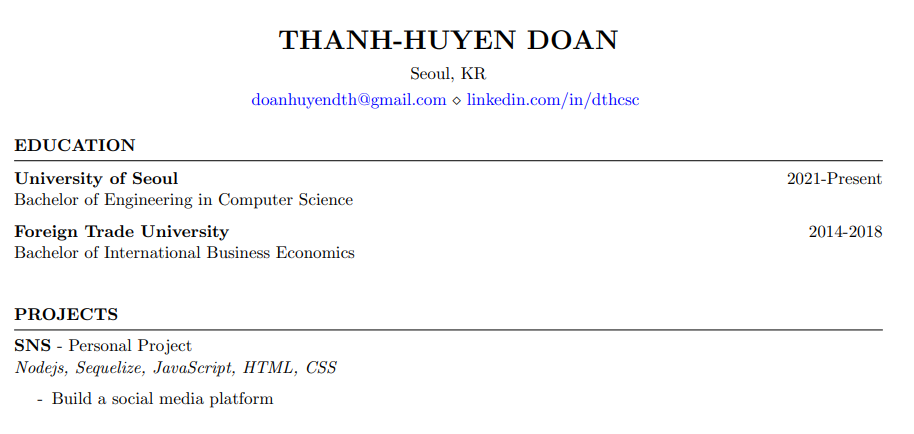 THANH-HUYEN DOAN
Seoul, KR
doanhuyendth@gmail.com ⋄ linkedin.com/in/dthcsc
EDUCATION
University of Seoul 2021-Present
Bachelor of Engineering in Computer Science
Foreign Trade University 2014-2018
Bachelor of International Business Economics
PROJECTS
SNS - Personal Project
Nodejs, Sequelize, JavaScript, HTML, CSS
- Build a social media platform